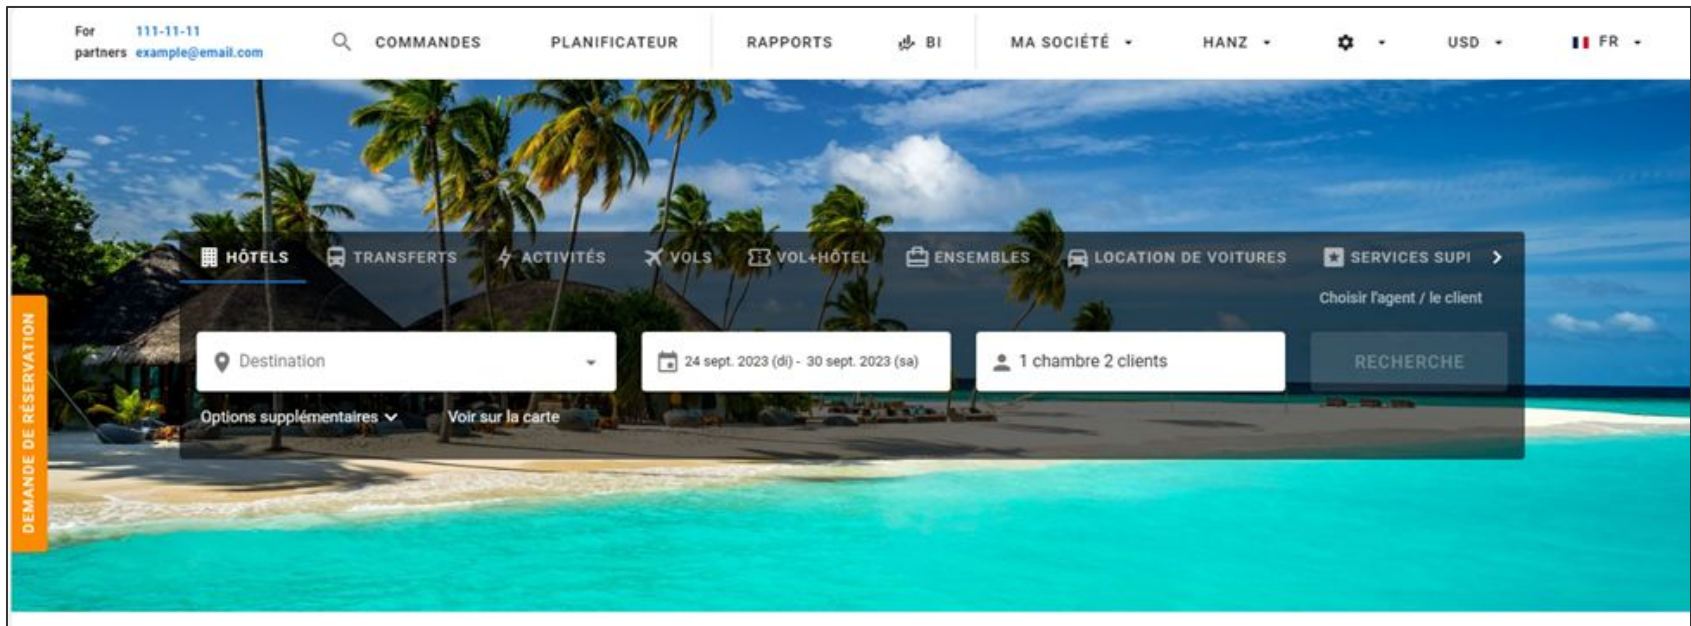 For 111-11-11
partners example@email.com
COMMANDES PLANIFICATEUR RAPPORTS BI MA SOCIÉTÉ HANZ USD FR
HÔTELS TRANSFERTS ACTIVITÉS VOLS VOL+HÔTEL ENSEMBLES LOCATION DE VOITURES SERVICES SUPI
Choisir l'agent / le client
Destination 24 sept. 2023 (di) - 30 sept. 2023 (sa) 1 chambre 2 clients RECHERCHE
Options supplémentaires Voir sur la carte
DEMANDE DE RÉSERVATION